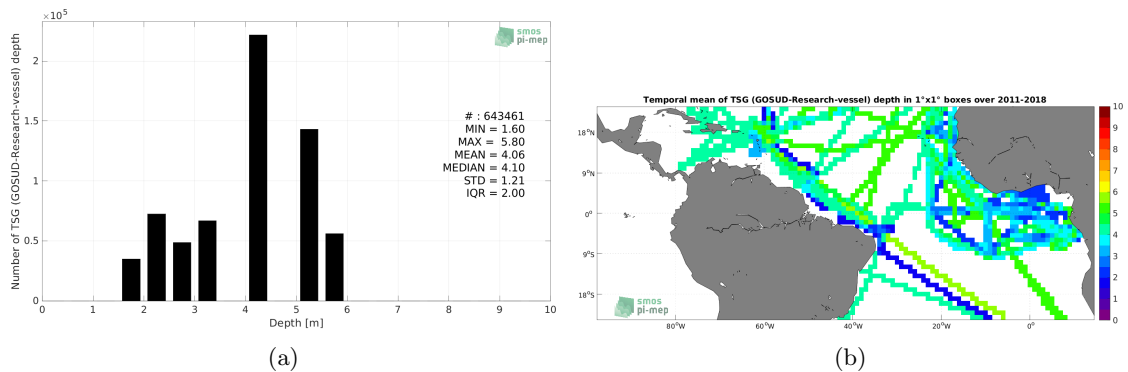 ×10⁵
smos
pi-mep
2
1.5
1
0.5
0
Number of TSG (GOSUD-Research-vessel) depth
# : 643461
MIN = 1.60
MAX = 5.80
MEAN = 4.06
MEDIAN = 4.10
STD = 1.21
IQR = 2.00
0 1 2 3 4 5 6 7 8 9 10
Depth [m]
(a)
Temporal mean of TSG (GOSUD-Research-vessel) depth in 1°x1° boxes over 2011-2018
18°N
9°N
0°
9°S
18°S
smos
pi-mep
80°W 60°W 40°W 20°W 0°
10
9
8
7
6
5
4
3
2
1
0
(b)